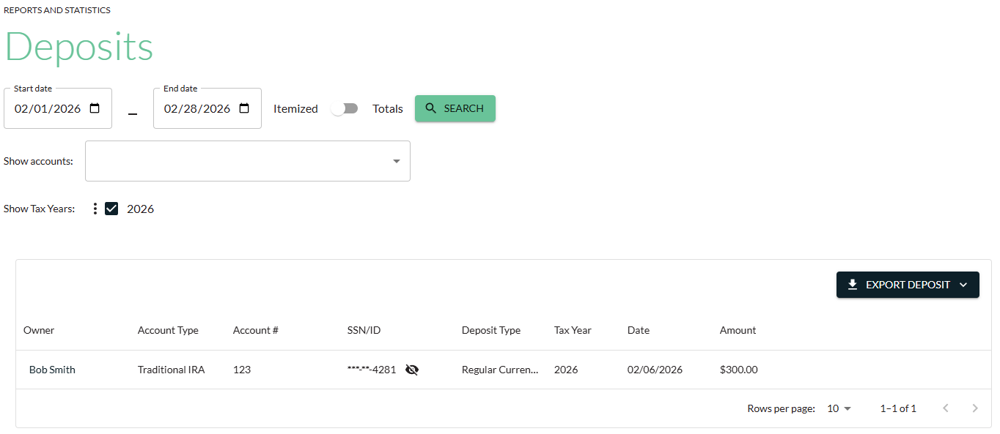 REPORTS AND STATISTICS
Deposits
Start date
02/01/2026
–
End date
02/28/2026
Itemized
Totals
SEARCH
Show accounts:
Show Tax Years:
2026
EXPORT DEPOSIT
Owner Account Type Account # SSN/ID Deposit Type Tax Year Date Amount
Bob Smith Traditional IRA 123 ***-**-4281 Regular Curren... 2026 02/06/2026 $300.00
Rows per page: 10 1–1 of 1